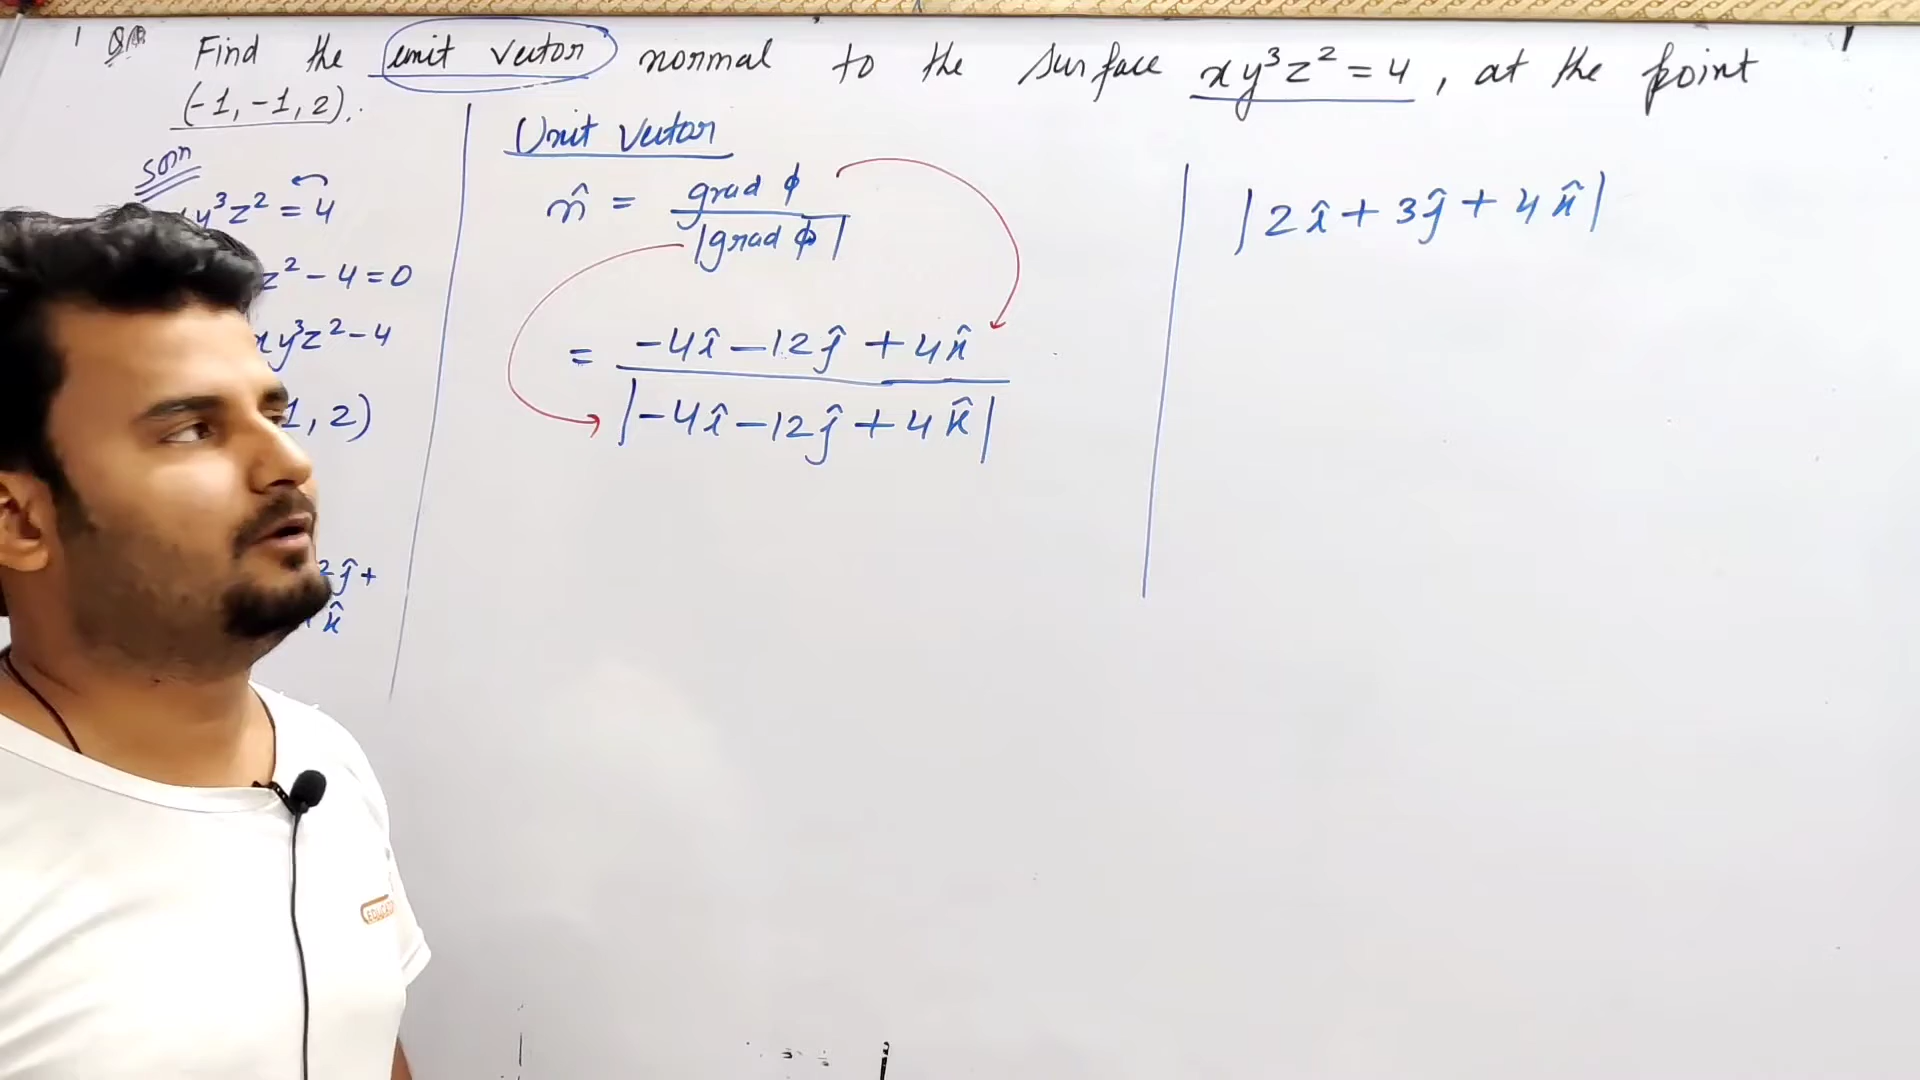 Find the unit vector normal to the surface xy³z² = 4, at the point
(-1, -1, 2).
Soln
y³z² = 4
z² - 4 = 0
xy³z² - 4
1, 2)
2ĵ +
k̂
Unit Vector
n̂ = grad ϕ / |grad ϕ|
= -4î - 12ĵ + 4k̂ / |-4î - 12ĵ + 4k̂|
|2î + 3ĵ + 4k̂|